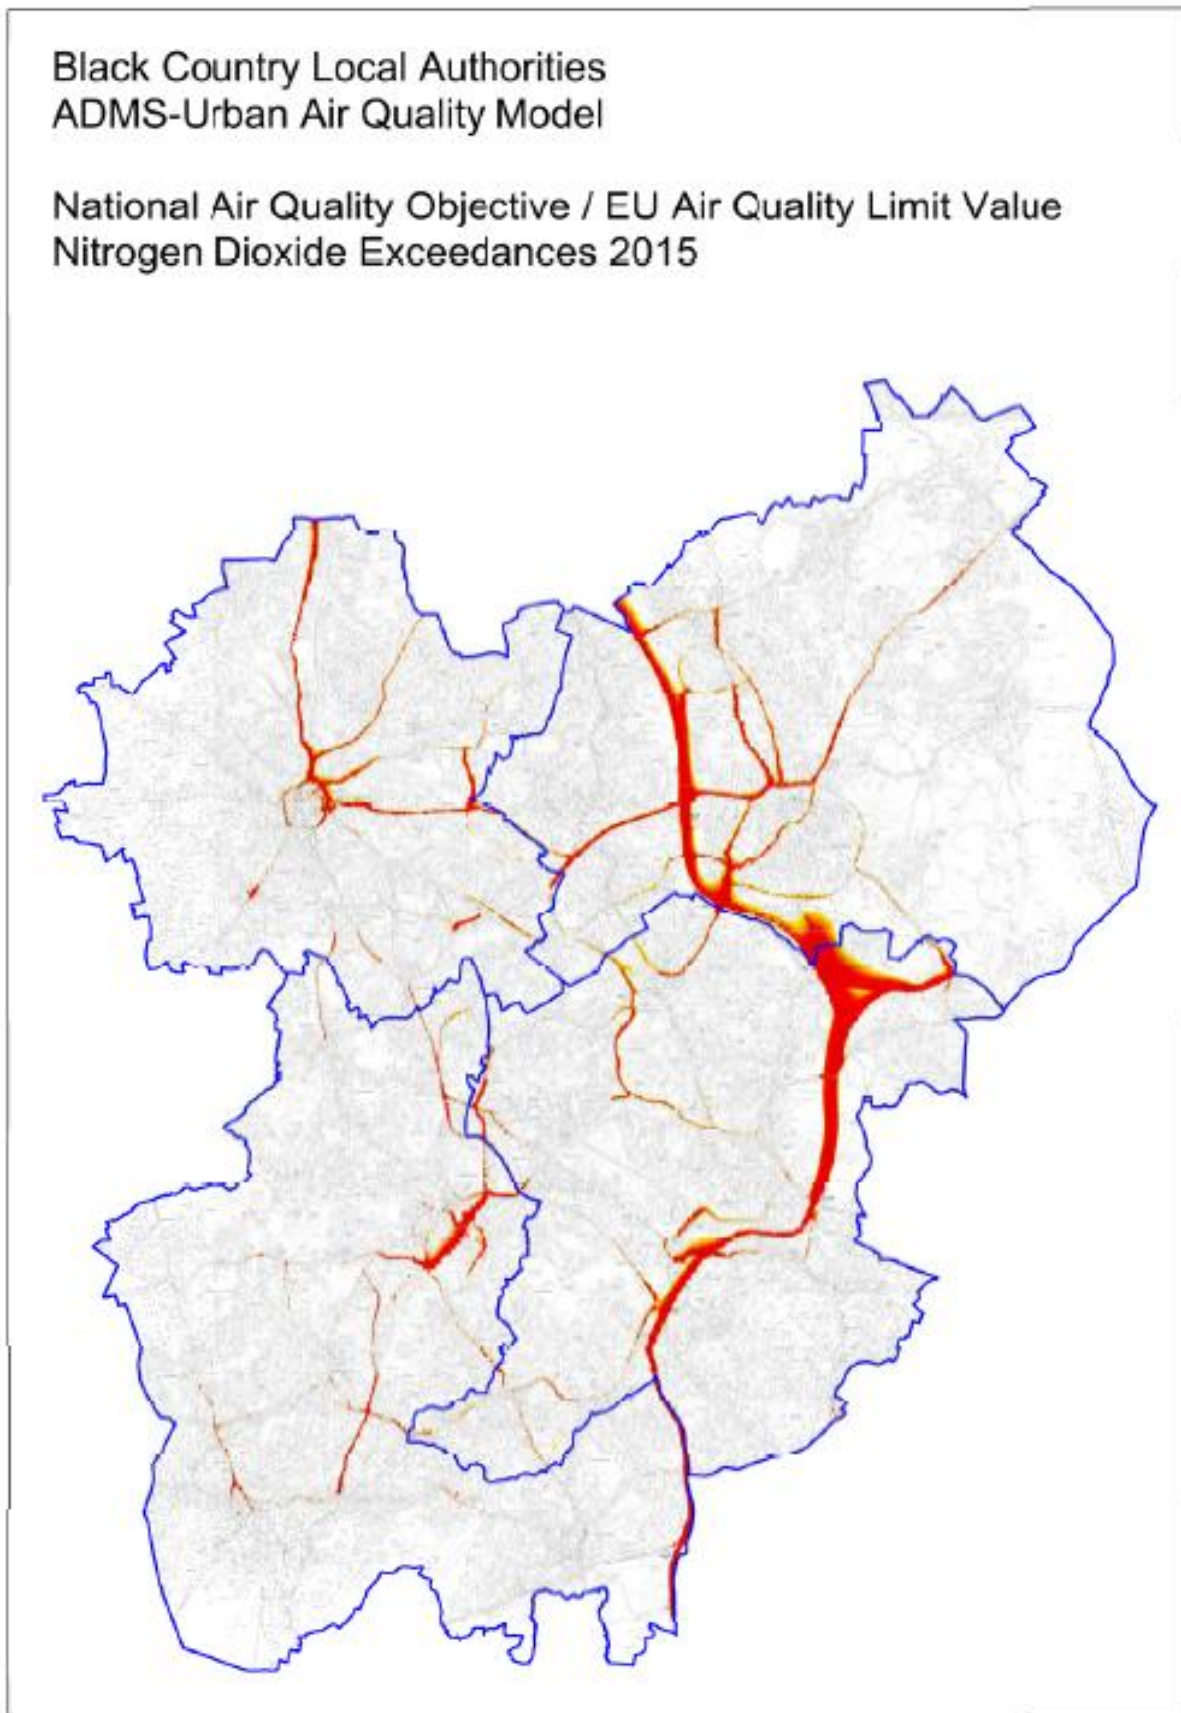 Black Country Local Authorities
ADMS-Urban Air Quality Model
National Air Quality Objective / EU Air Quality Limit Value
Nitrogen Dioxide Exceedances 2015